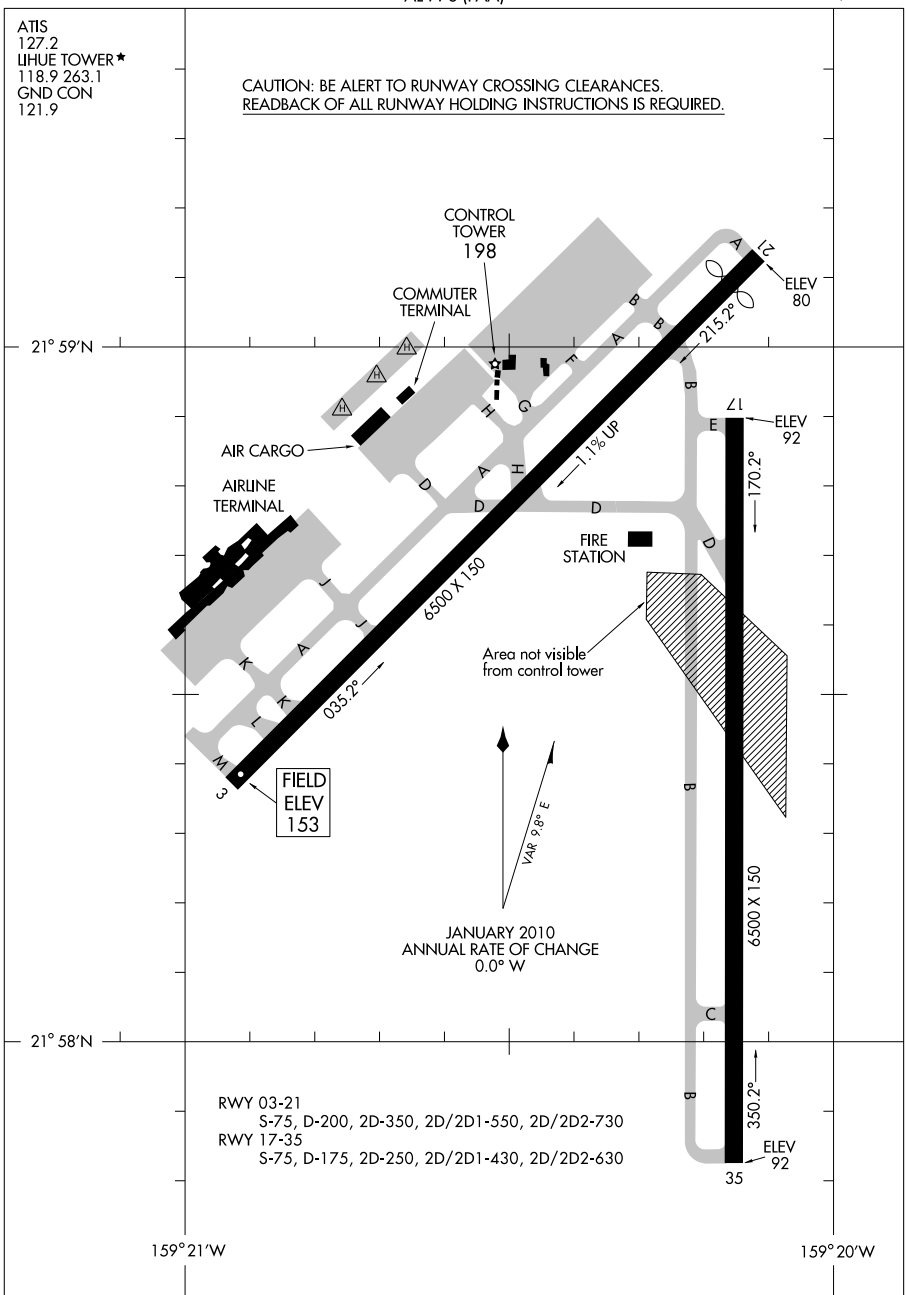 ATIS
127.2
LIHUE TOWER★
118.9 263.1
GND CON
121.9
CAUTION: BE ALERT TO RUNWAY CROSSING CLEARANCES.
READBACK OF ALL RUNWAY HOLDING INSTRUCTIONS IS REQUIRED.
CONTROL
TOWER
198
COMMUTER
TERMINAL
A
21
ELEV
80
B
B
A
F
215.2°
21°59'N
H
H
H
B
G
H
17
E
ELEV
92
AIR CARGO
1.1% UP
A
H
D
170.2°
AIRLINE
TERMINAL
D
D
FIRE
STATION
D
6500 X 150
J
J
A
Area not visible
from control tower
K
K
035.2°
L
M
3
FIELD
ELEV
153
B
VAR 9.8° E
6500 X 150
JANUARY 2010
ANNUAL RATE OF CHANGE
0.0° W
C
21°58'N
B
350.2°
RWY 03-21
S-75, D-200, 2D-350, 2D/2D1-550, 2D/2D2-730
RWY 17-35
S-75, D-175, 2D-250, 2D/2D1-430, 2D/2D2-630
ELEV
92
35
159°21'W
159°20'W